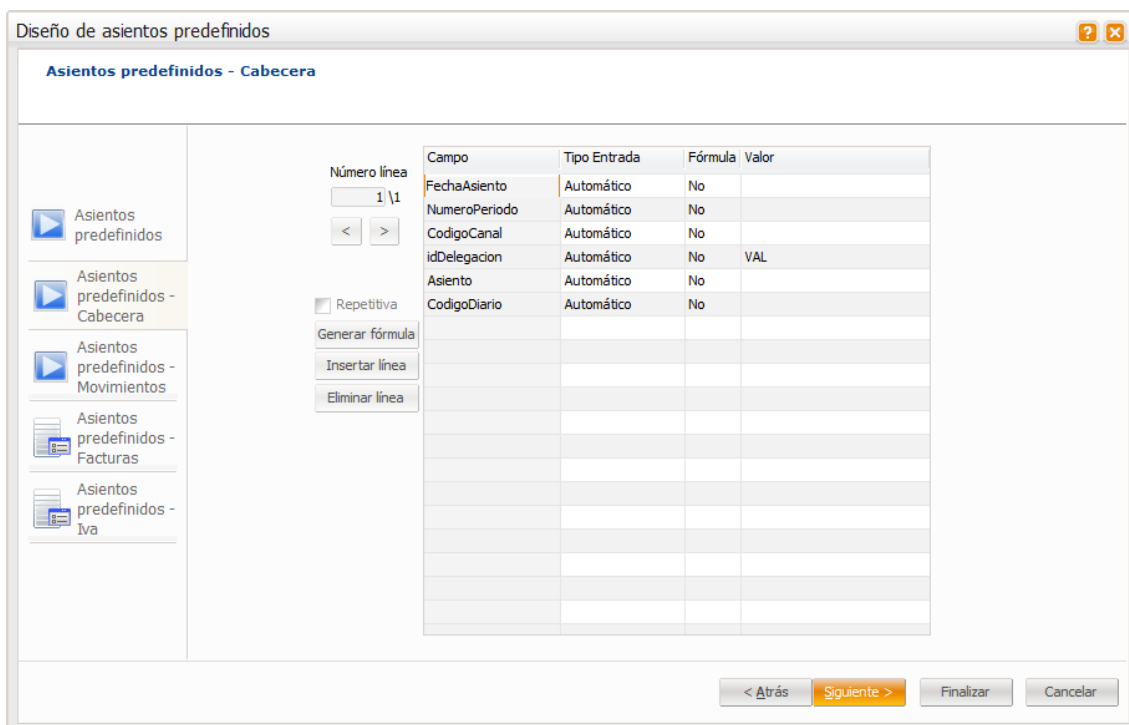 Diseño de asientos predefinidos
Asientos predefinidos - Cabecera
Asientos
predefinidos
Asientos
predefinidos -
Cabecera
Asientos
predefinidos -
Movimientos
Asientos
predefinidos -
Facturas
Asientos
predefinidos -
Iva
Número línea
1 \1
< >
Repetitiva
Generar fórmula
Insertar línea
Eliminar línea
Campo Tipo Entrada Fórmula Valor
FechaAsiento Automático No
NumeroPeriodo Automático No
CodigoCanal Automático No
idDelegacion Automático No VAL
Asiento Automático No
CodigoDiario Automático No
< Atrás Siguiente > Finalizar Cancelar